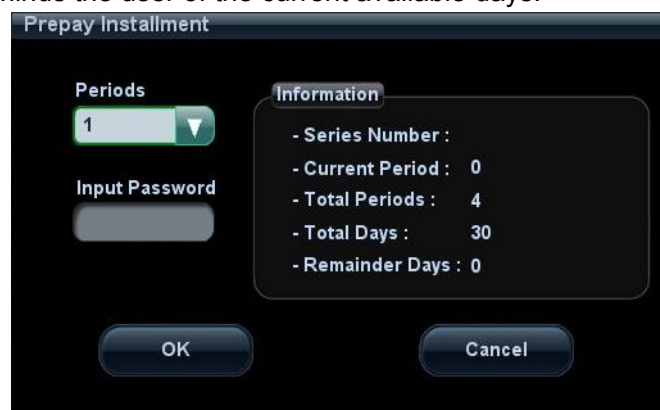 the user of the current available days.
Prepay Installment
Periods
1
Input Password
Information
- Series Number :
- Current Period : 0
- Total Periods : 4
- Total Days : 30
- Remainder Days : 0
OK
Cancel